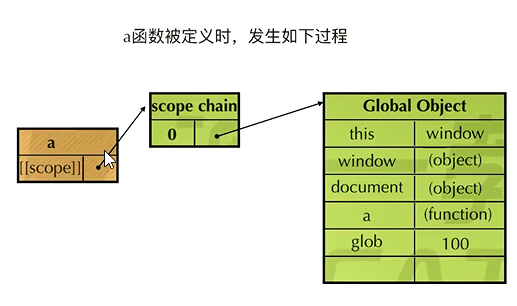 a函数被定义时，发生如下过程
scope chain
0
a
[[scope]]
Global Object
this window
window (object)
document (object)
a (function)
glob 100